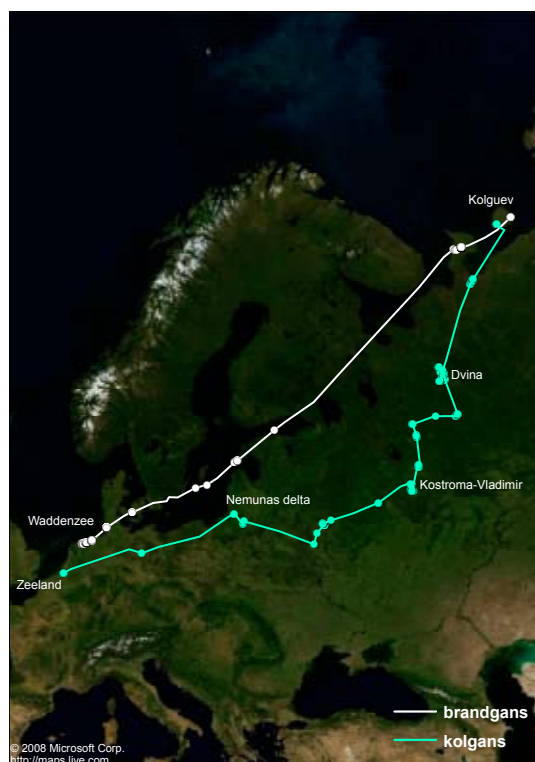 Kolguev
Dvina
Kostroma-Vladimir
Nemunas delta
Waddenzee
Zeeland
brandgans
kolgans
© 2008 Microsoft Corp.
http://maps.live.com